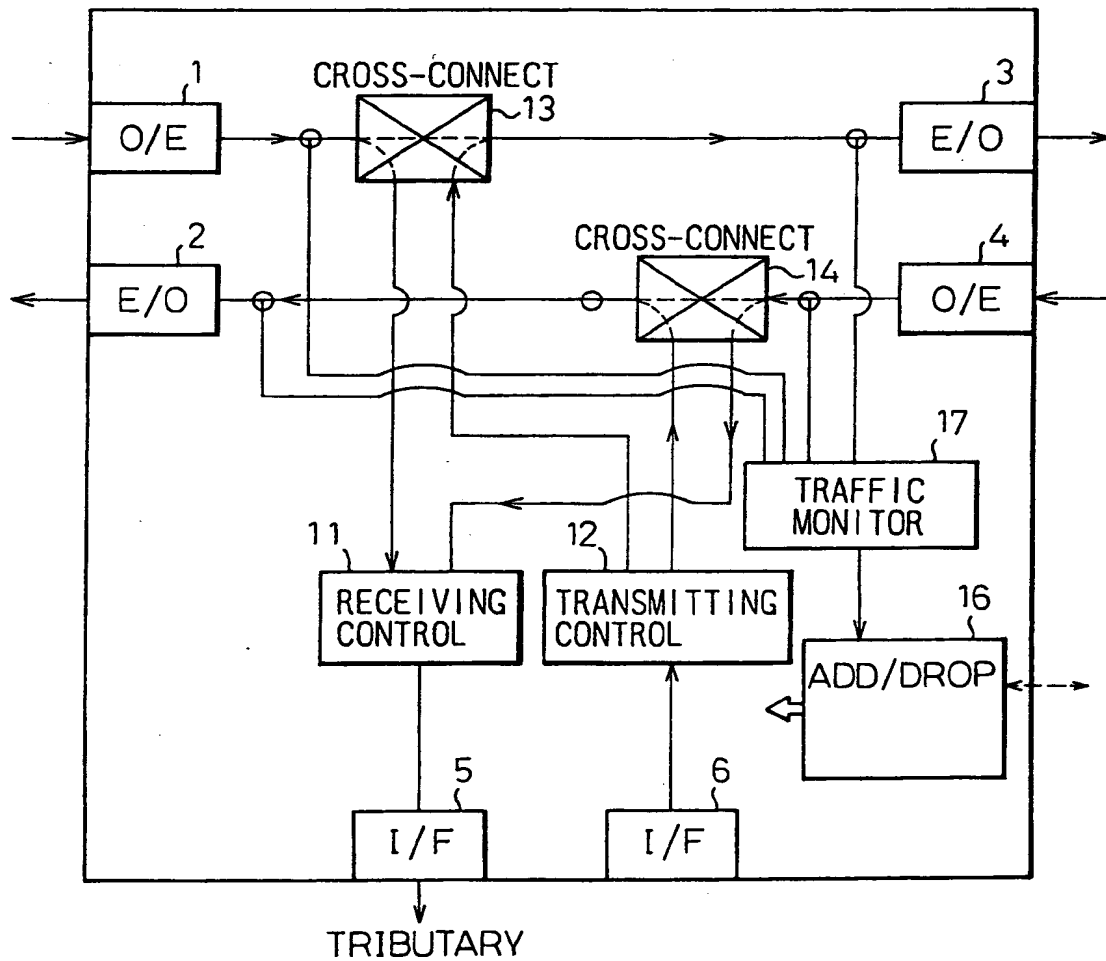 1
CROSS-CONNECT
13
3
O/E
E/O
2
CROSS-CONNECT
14
4
E/O
O/E
17
TRAFFIC
MONITOR
11
12
RECEIVING
CONTROL
TRANSMITTING
CONTROL
16
ADD/DROP
5
6
I/F
I/F
TRIBUTARY